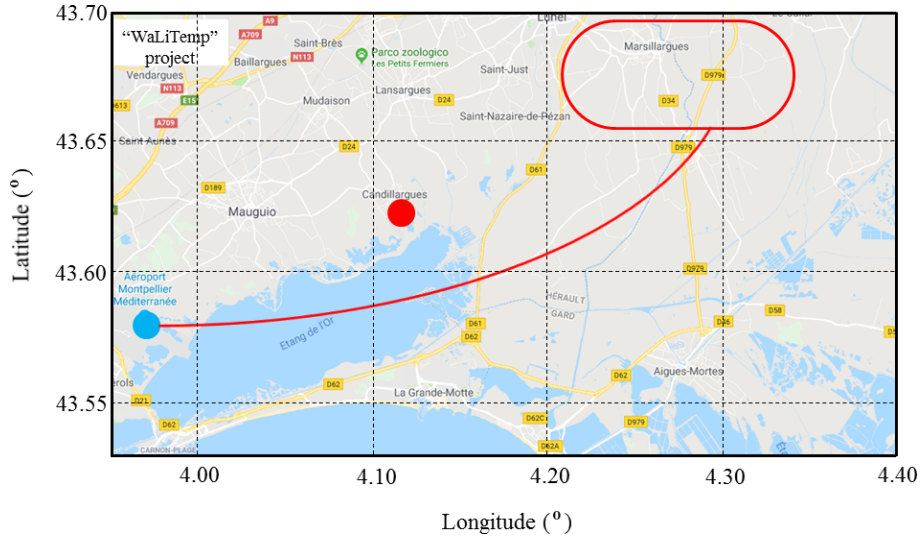 43.70
43.65
43.60
43.55
Latitude (º)
“WaLiTemp”
project
A9
A709
N113
Vendargues
Baillargues
N113
Saint-Brès
Parco zoologico
Les Petits Fermiers
Lansargues
Mudaison
D24
Saint-Just
Lunel
Marsillargues
D979
D34
Saint-Nazaire-de-Pézan
D613
E15
A709
Saint-Aunès
D24
D979
D61
D189
Mauguio
Candillargues
Aéroport
Montpellier
Méditerranée
Etang de l'Or
D979
HÉRAULT
GARD
D58
D46
D61
D62
Aigues-Mortes
D62
D62
La Grande-Motte
D21
D62
CARNON-PLAGE
D62C
D979
D62A
4.00
4.10
4.20
4.30
4.40
Longitude (º)